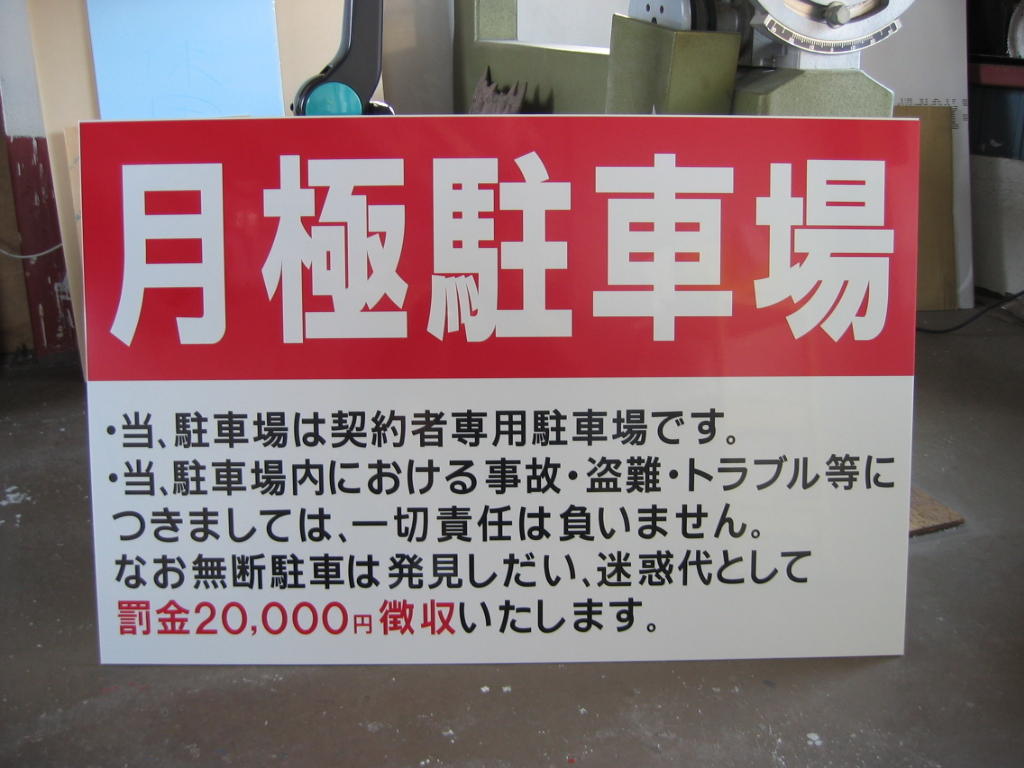 月極駐車場
・当、駐車場は契約者専用駐車場です。
・当、駐車場内における事故・盗難・トラブル等に
つきましては、一切責任は負いません。
なお無断駐車は発見しだい、迷惑代として
罰金20,000円徴収いたします。